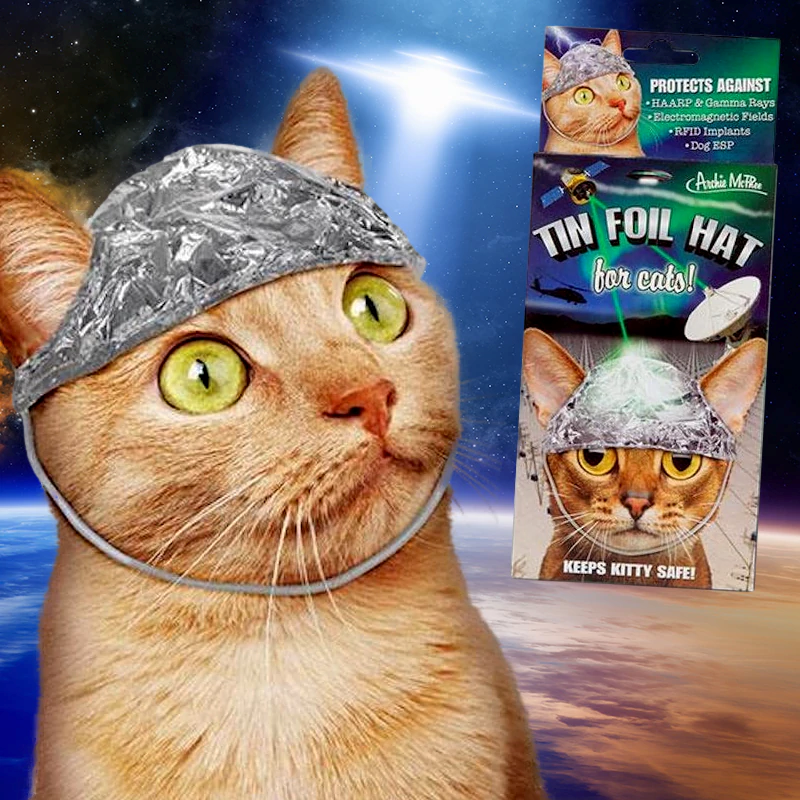 PROTECTS AGAINST
•HAARP & Gamma Rays
•Electromagnetic Fields
•RFID Implants
•Dog ESP
Archie McPhee
TIN FOIL HAT
for cats!
KEEPS KITTY SAFE!